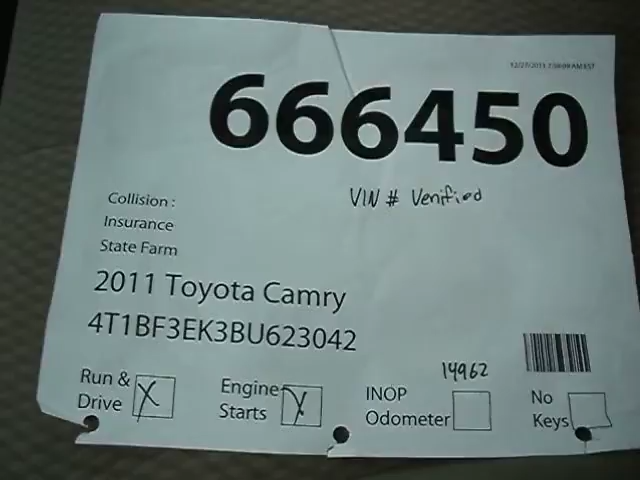 666450
VIN # Verified
Collision :
Insurance
State Farm
2011 Toyota Camry
4T1BF3EK3BU623042
14962
Run & Drive
Engine Starts
INOP Odometer
No Keys